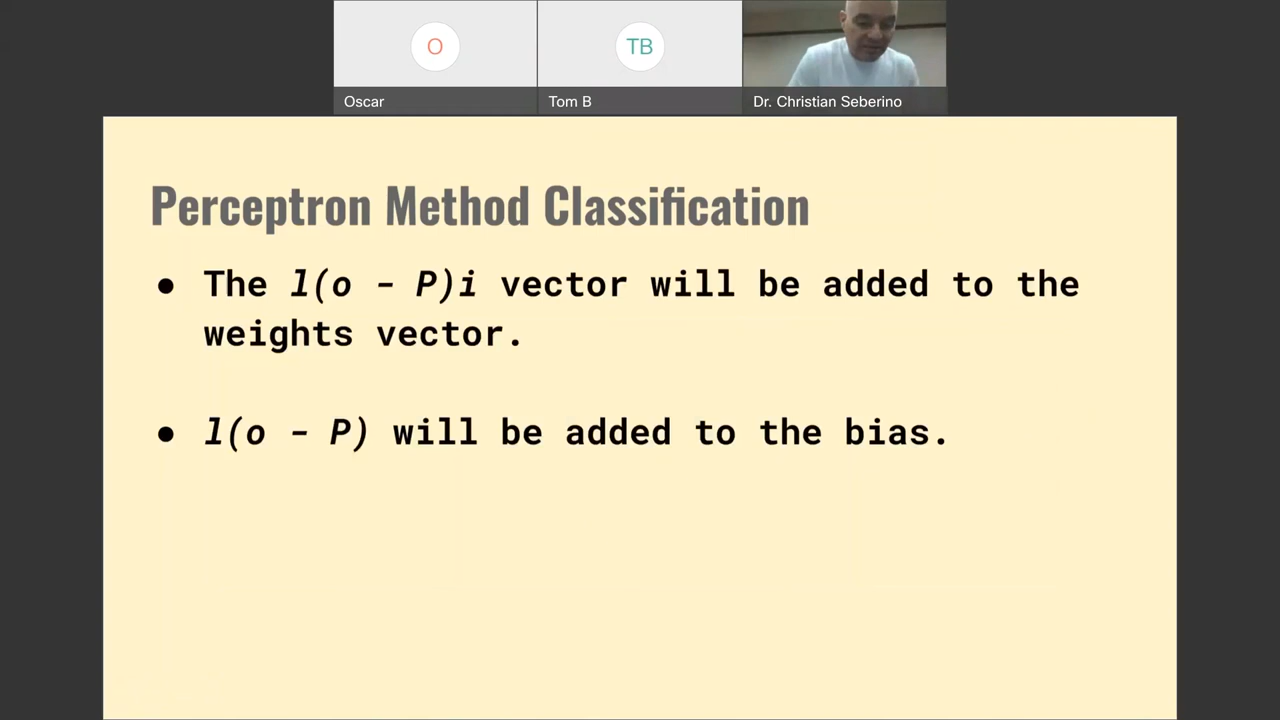 O
TB
Oscar
Tom B
Dr. Christian Seberino
Perceptron Method Classification
● The l(o - P)i vector will be added to the
weights vector.
● l(o - P) will be added to the bias.